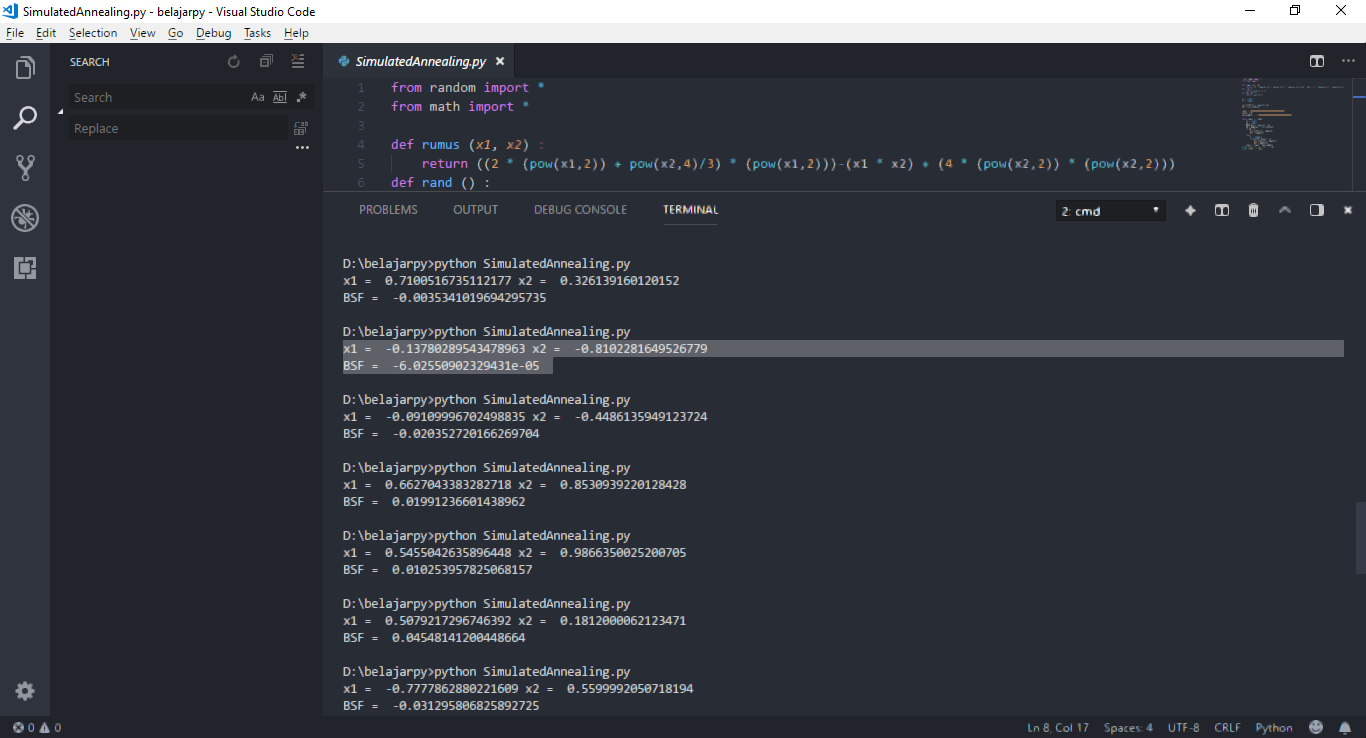 SimulatedAnnealing.py - belajarpy - Visual Studio Code
File Edit Selection View Go Debug Tasks Help
SEARCH
Search
Aa Abl .*
Replace
SimulatedAnnealing.py
1 from random import *
2 from math import *
3
4 def rumus (x1, x2) :
5 return ((2 * (pow(x1,2)) + pow(x2,4)/3) * (pow(x1,2)))-(x1 * x2) + (4 * (pow(x2,2)) * (pow(x2,2)))
6 def rand () :
PROBLEMS OUTPUT DEBUG CONSOLE TERMINAL
2: cmd
D:\belajarpy>python SimulatedAnnealing.py
x1 = 0.7100516735112177 x2 = 0.326139160120152
BSF = -0.0035341019694295735
D:\belajarpy>python SimulatedAnnealing.py
x1 = -0.13780289543478963 x2 = -0.8102281649526779
BSF = -6.02550902329431e-05
D:\belajarpy>python SimulatedAnnealing.py
x1 = -0.09109996702498835 x2 = -0.4486135949123724
BSF = -0.020352720166269704
D:\belajarpy>python SimulatedAnnealing.py
x1 = 0.6627043383282718 x2 = 0.8530939220128428
BSF = 0.01991236601438962
D:\belajarpy>python SimulatedAnnealing.py
x1 = 0.5455042635896448 x2 = 0.9866350025200705
BSF = 0.010253957825068157
D:\belajarpy>python SimulatedAnnealing.py
x1 = 0.5079217296746392 x2 = 0.1812000062123471
BSF = 0.04548141200448664
D:\belajarpy>python SimulatedAnnealing.py
x1 = -0.7777862880221609 x2 = 0.5599992050718194
BSF = -0.031295806825892725
0 0
Ln 8, Col 17 Spaces: 4 UTF-8 CRLF Python